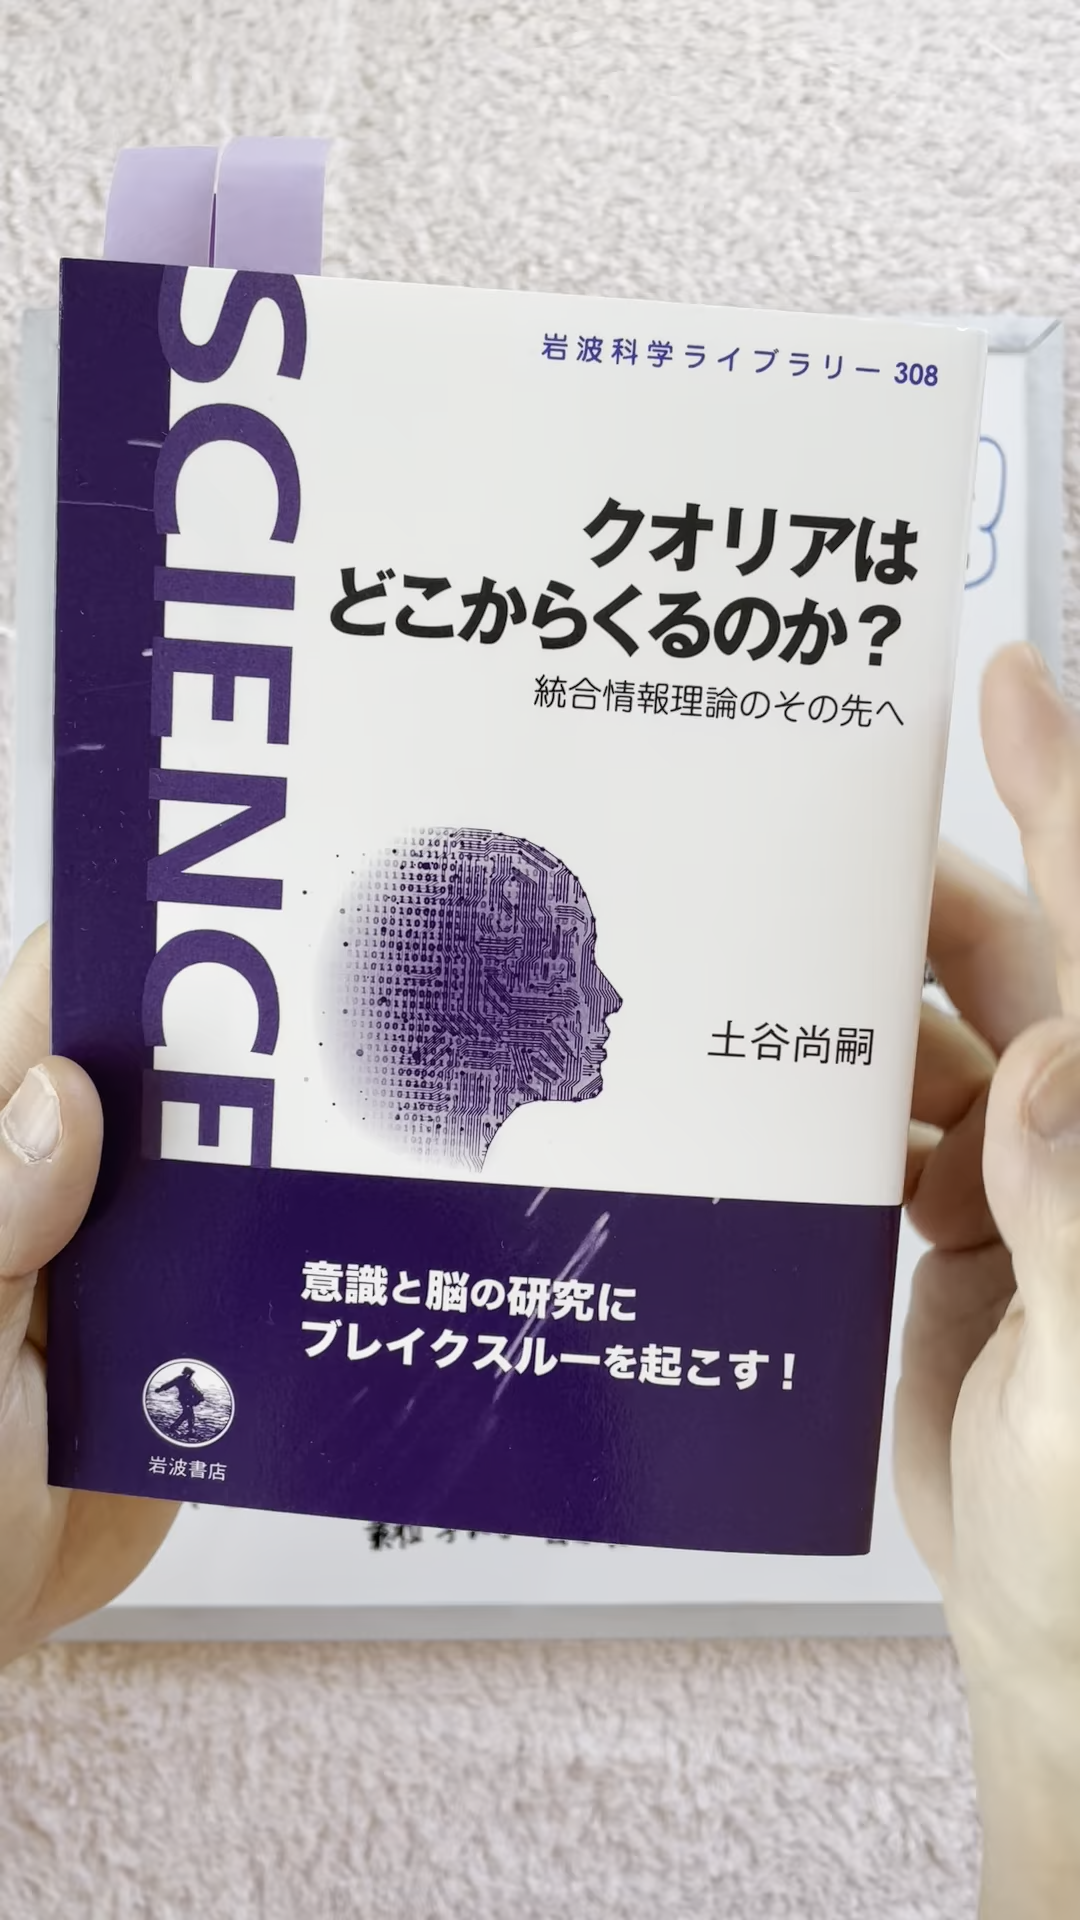 SCIENCE
岩波科学ライブラリー 308
クオリアは
どこからくるのか？
統合情報理論のその先へ
土谷尚嗣
意識と脳の研究に
ブレイクスルーを起こす！
岩波書店